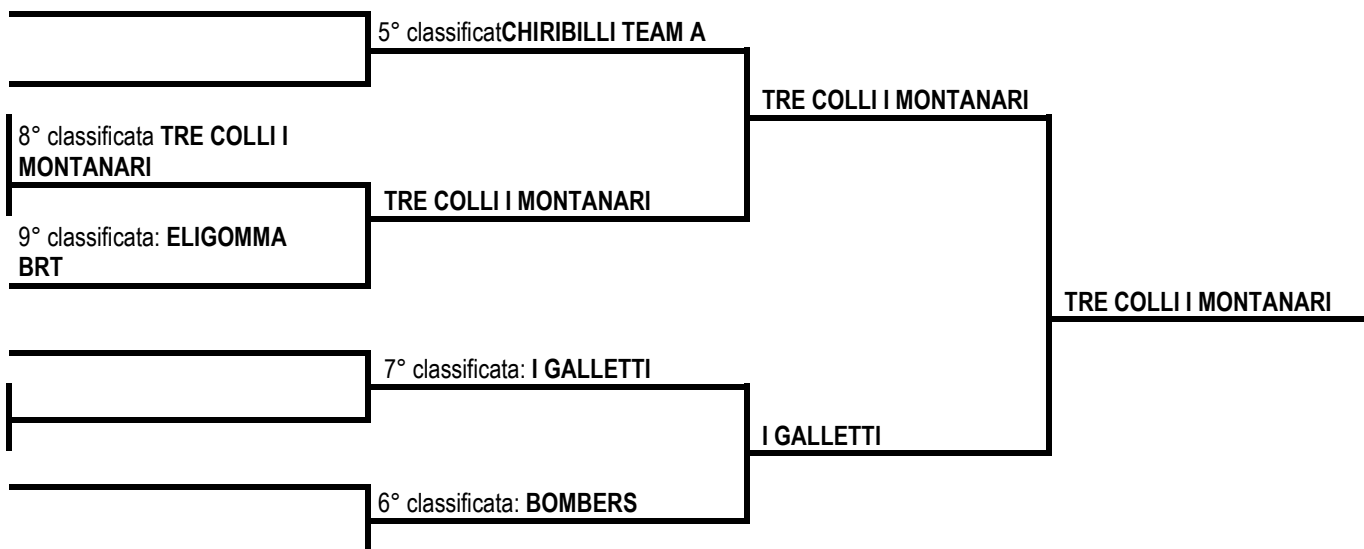 5° classificatCHIRIBILLI TEAM A
TRE COLLI I MONTANARI
8° classificata TRE COLLI I
MONTANARI
TRE COLLI I MONTANARI
9° classificata: ELIGOMMA
BRT
TRE COLLI I MONTANARI
7° classificata: I GALLETTI
I GALLETTI
6° classificata: BOMBERS